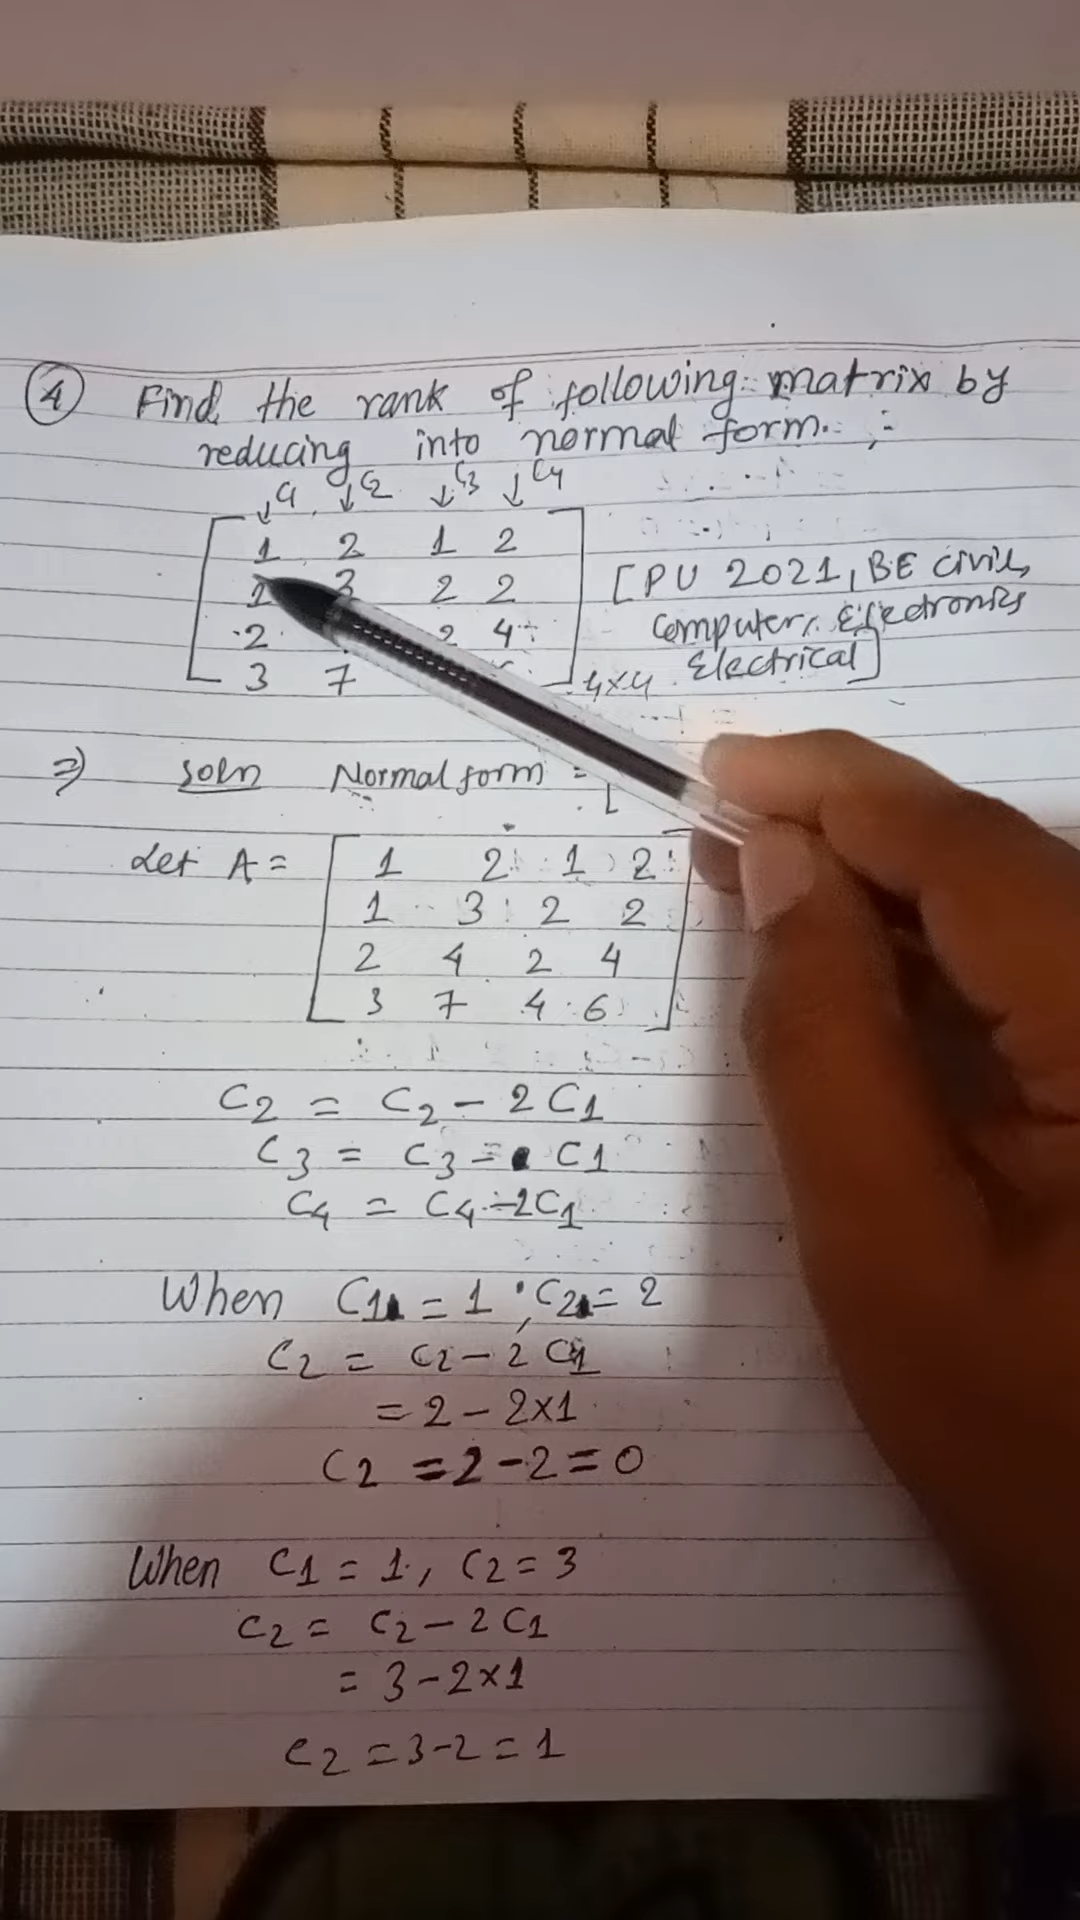 4 Find the rank of following matrix by
reducing into normal form. :-
C1 C2 C3 C4
1 2 1 2
1 3 2 2
2 2 4
3 7
4×4
[PU 2021, BE civil,
Computer, Electronics
Electrical]
=> Soln Normal form = [
Let A =
1 2 1 2
1 3 2 2
2 4 2 4
3 7 4 6
C2 = C2 - 2C1
C3 = C3 - C1
C4 = C4 - 2C1
When C1 = 1, C2 = 2
C2 = C2 - 2C1
= 2 - 2×1
C2 = 2 - 2 = 0
When C1 = 1, C2 = 3
C2 = C2 - 2C1
= 3 - 2×1
C2 = 3-2 = 1